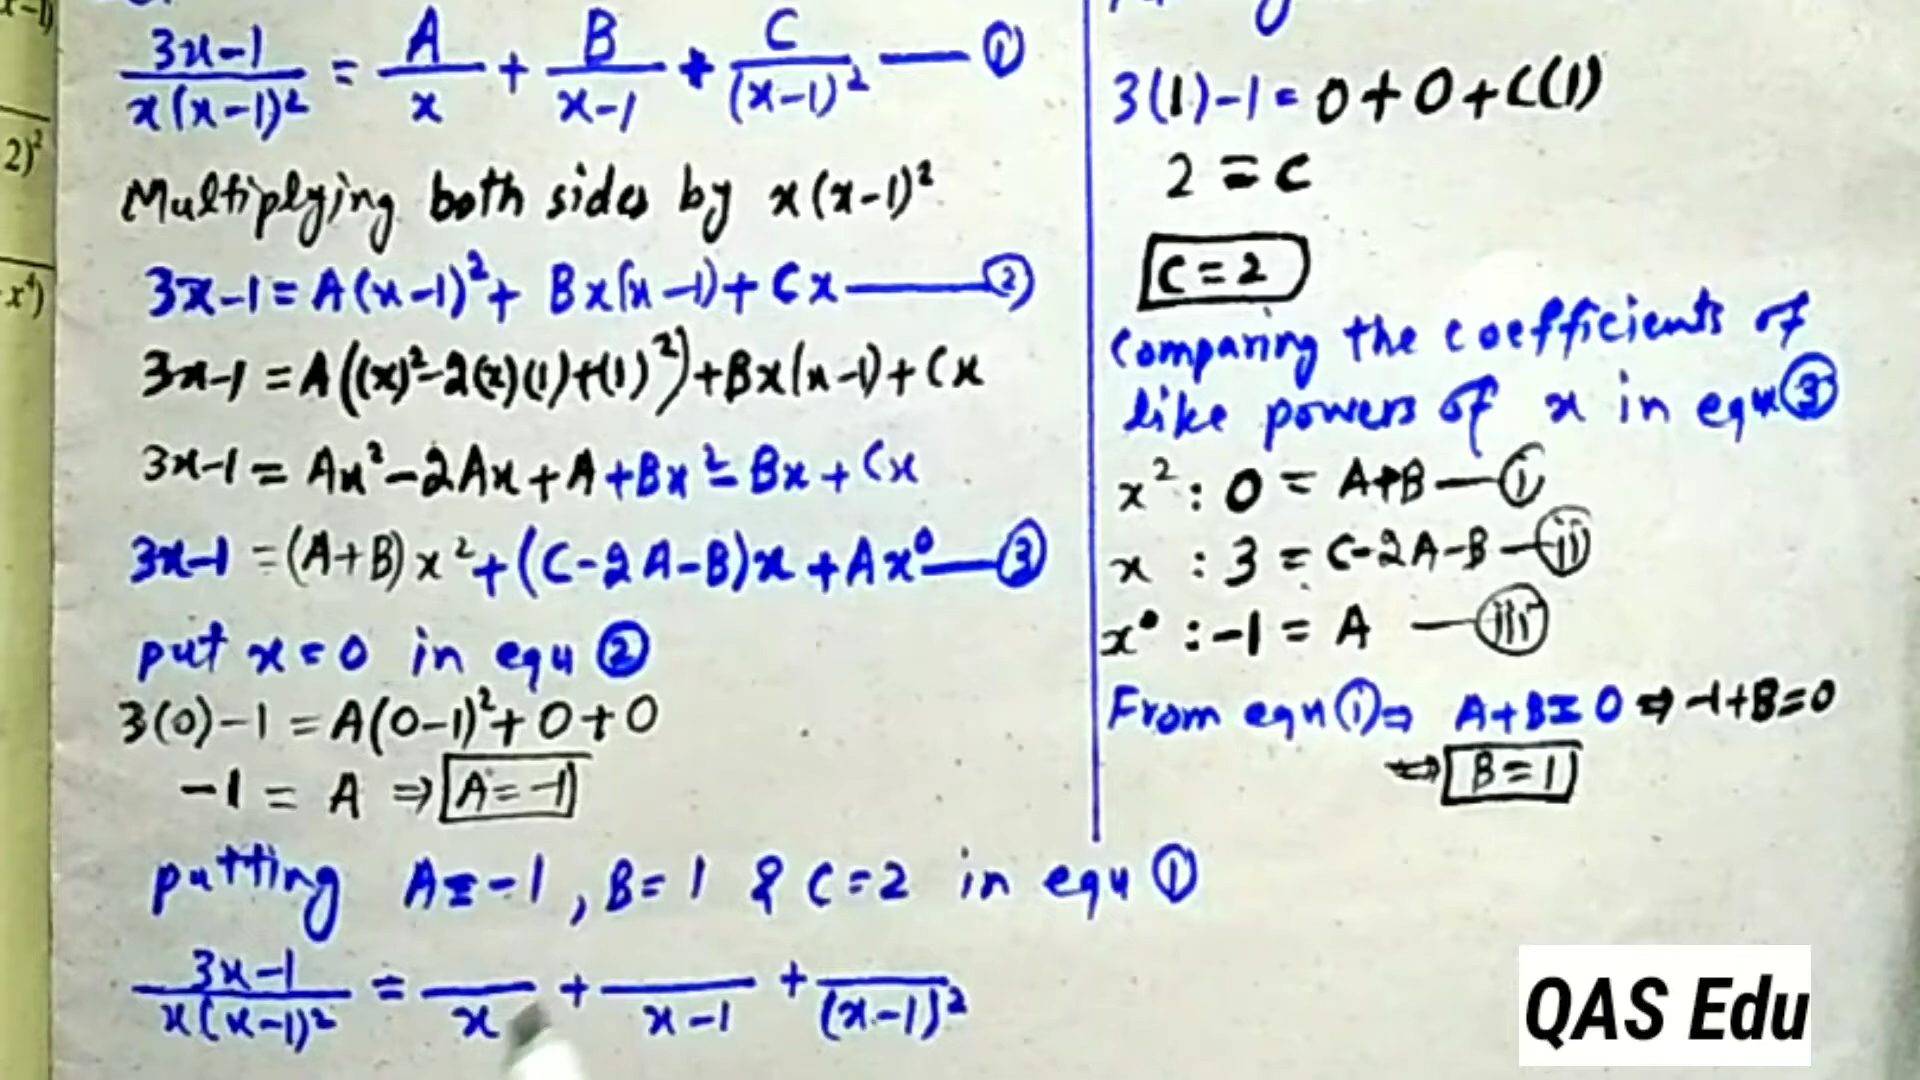 x-1)
2)²
x⁴)
3x-1/x(x-1)² = A/x + B/x-1 + C/(x-1)² — ①
Multiplying both sides by x(x-1)²
3x-1 = A(x-1)² + Bx(x-1) + Cx — ②
3x-1 = A((x)²-2(x)(1)+(1)²)+Bx(x-1)+Cx
3x-1 = Ax²-2Ax+A+Bx²-Bx+Cx
3x-1 = (A+B)x²+(C-2A-B)x+Ax⁰ — ③
put x=0 in equ ②
3(0)-1 = A(0-1)²+0+0
-1 = A ⇒ A=-1
3(1)-1 = 0+0+C(1)
2 = C
C=2
Comparing the coefficients of
like powers of x in equ ③
x² : 0 = A+B — ⓘ
x : 3 = C-2A-B — ⅱ
x⁰ : -1 = A — ⅲ
From equ ⓘ ⇒ A+B=0 ⇒ -1+B=0
⇒ B=1
putting A=-1, B=1 & C=2 in equ ①
3x-1/x(x-1)² = /x + /x-1 + /(x-1)²
QAS Edu